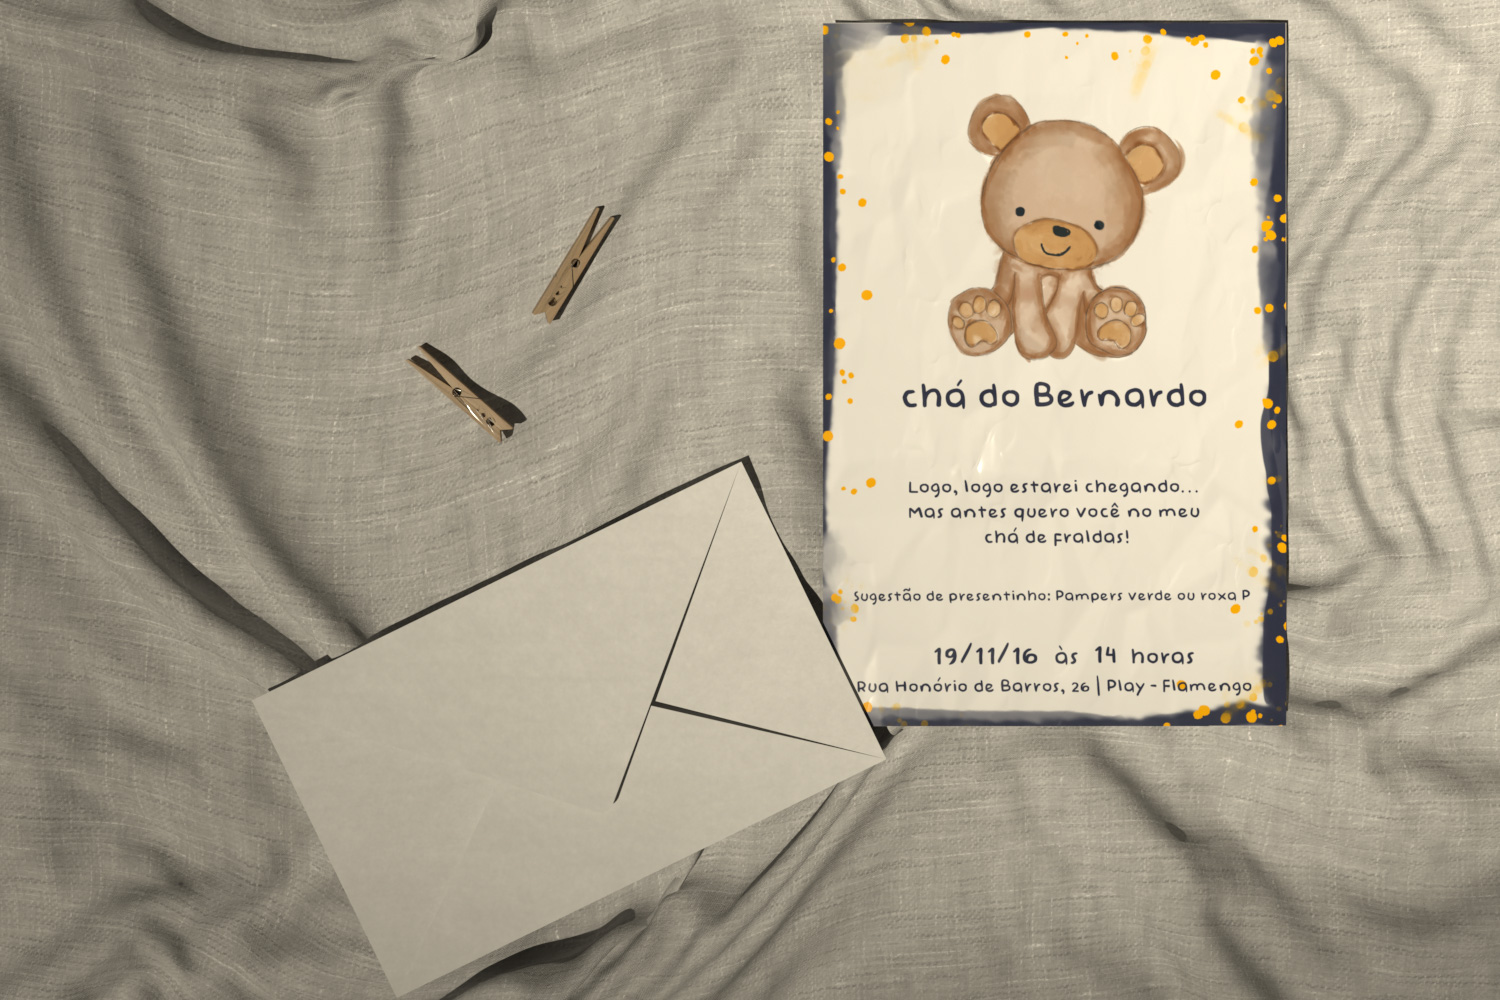 chá do Bernardo
Logo, logo estarei chegando...
Mas antes quero você no meu
chá de fraldas!
Sugestão de presentinho: Pampers verde ou roxa P
19/11/16 às 14 horas
Rua Honório de Barros, 26 | Play - Flamengo